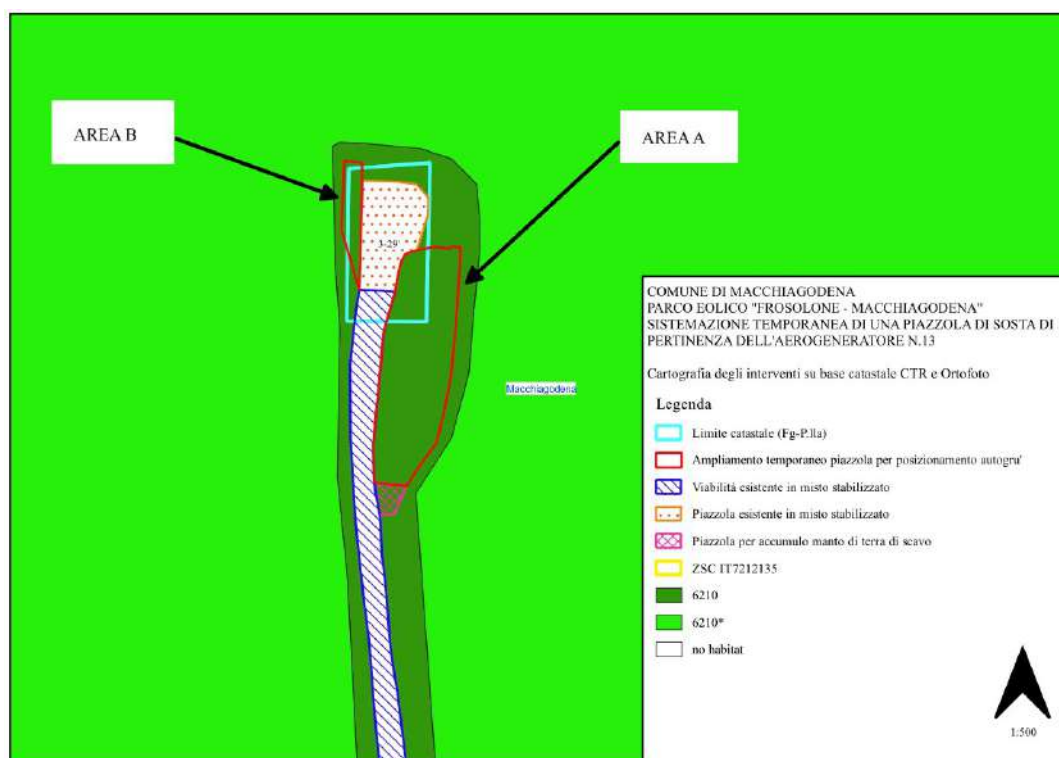 AREA B
AREA A
3-29
Macchiagodena
COMUNE DI MACCHIAGODENA
PARCO EOLICO "FROSOLONE - MACCHIAGODENA"
SISTEMAZIONE TEMPORANEA DI UNA PIAZZOLA DI SOSTA DI
PERTINENZA DELL'AEROGENERATORE N.13
Cartografia degli interventi su base catastale CTR e Ortofoto
Legenda
Limite catastale (Fg-P.lla)
Ampliamento temporaneo piazzola per posizionamento autogru'
Viabilità esistente in misto stabilizzato
Piazzola esistente in misto stabilizzato
Piazzola per accumulo manto di terra di scavo
ZSC IT7212135
6210
6210*
no habitat
1:500